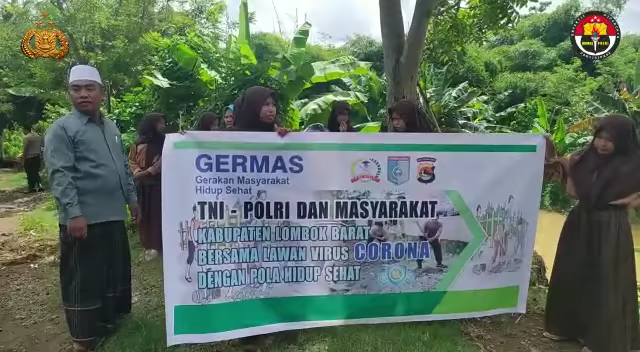 GERMAS
Gerakan Masyarakat
Hidup Sehat
TNI - POLRI DAN MASYARAKAT
KABUPATEN LOMBOK BARAT
BERSAMA LAWAN VIRUS CORONA
DENGAN POLA HIDUP SEHAT